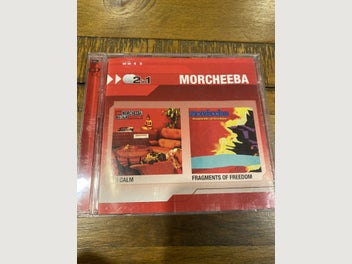 2in1
MORCHEEBA
CALM
FRAGMENTS OF FREEDOM